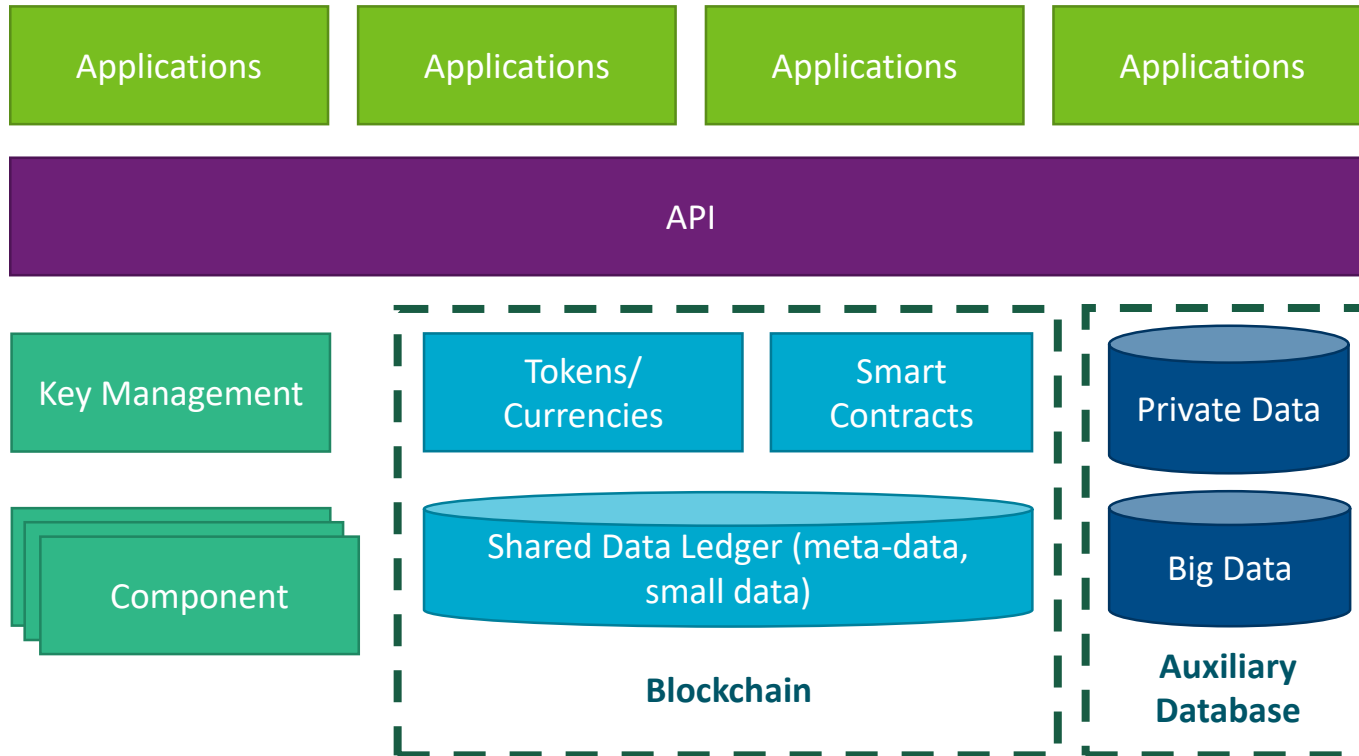 Applications
Applications
Applications
Applications
API
Key Management
Tokens/
Currencies
Smart
Contracts
Private Data
Component
Shared Data Ledger (meta-data,
small data)
Big Data
Blockchain
Auxiliary
Database